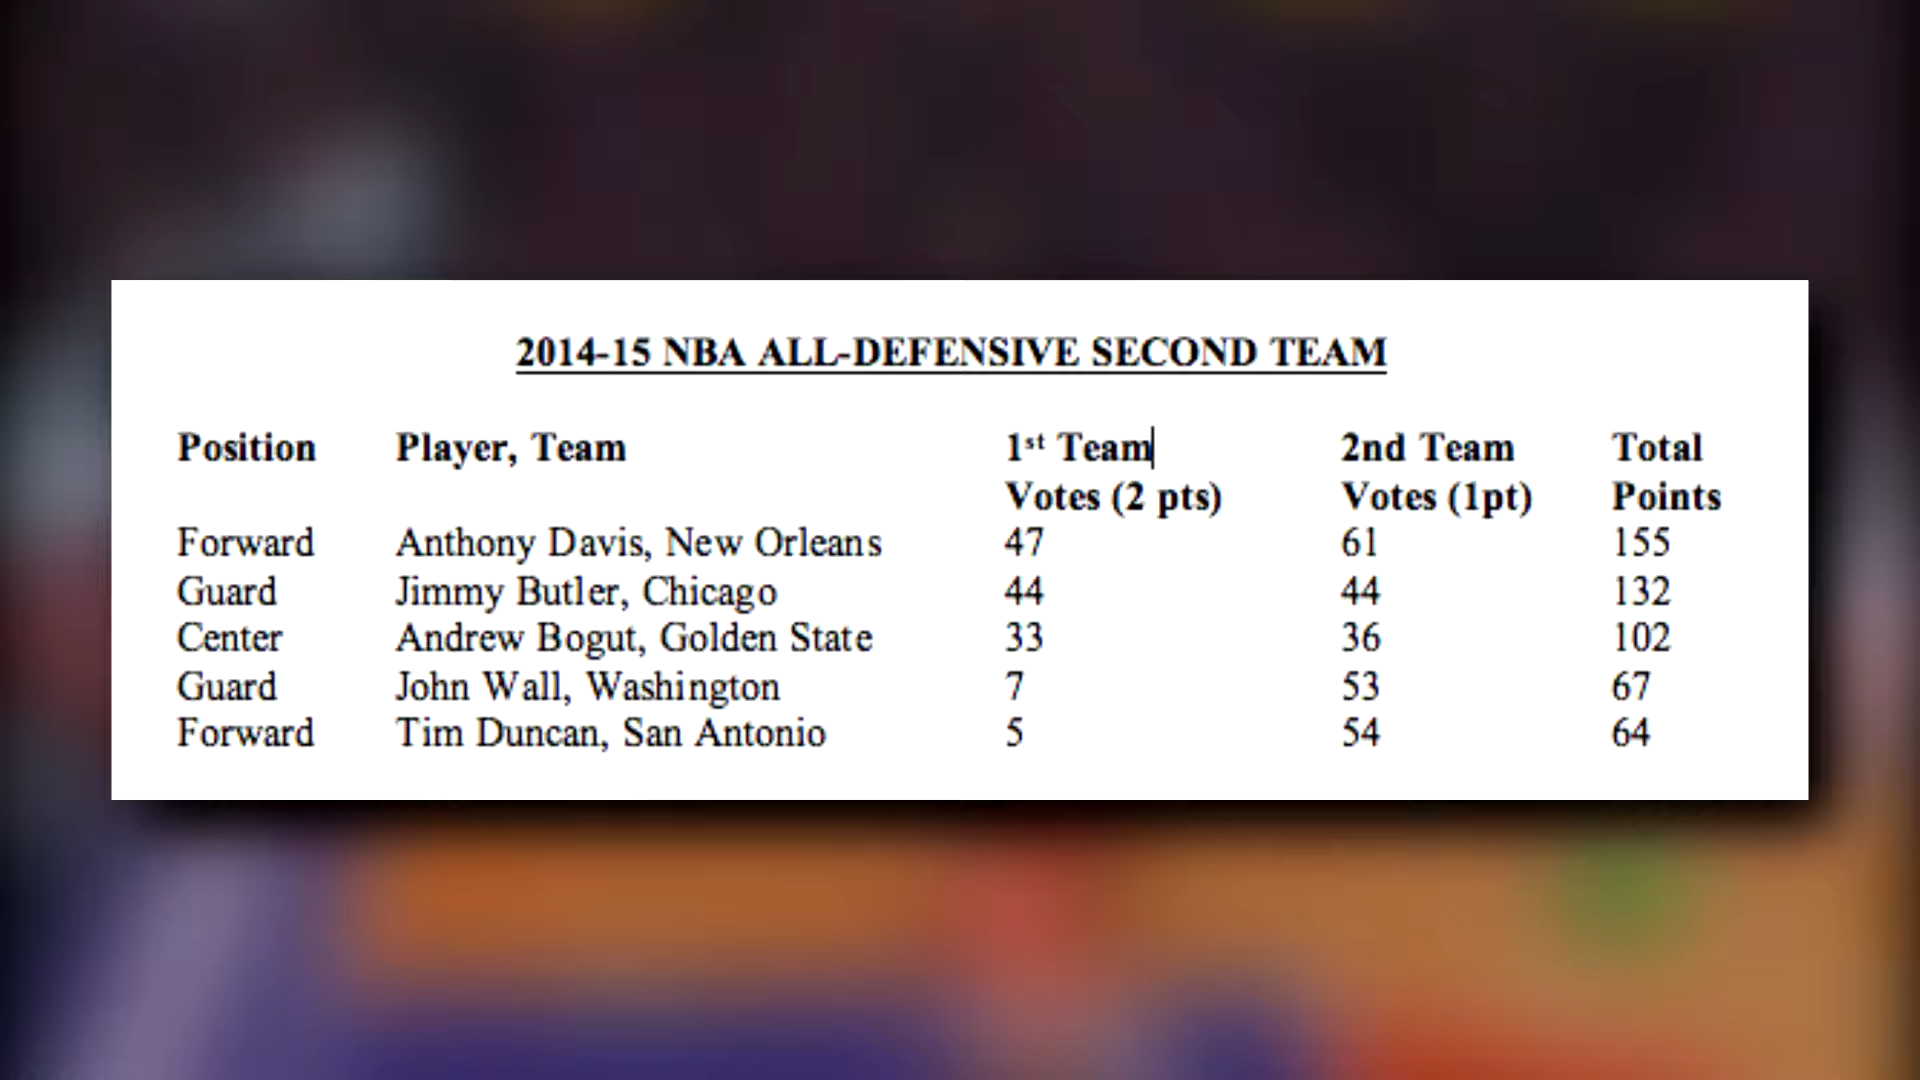 2014-15 NBA ALL-DEFENSIVE SECOND TEAM
Position Player, Team 1st Team 2nd Team Total
Votes (2 pts) Votes (1pt) Points
Forward Anthony Davis, New Orleans 47 61 155
Guard Jimmy Butler, Chicago 44 44 132
Center Andrew Bogut, Golden State 33 36 102
Guard John Wall, Washington 7 53 67
Forward Tim Duncan, San Antonio 5 54 64